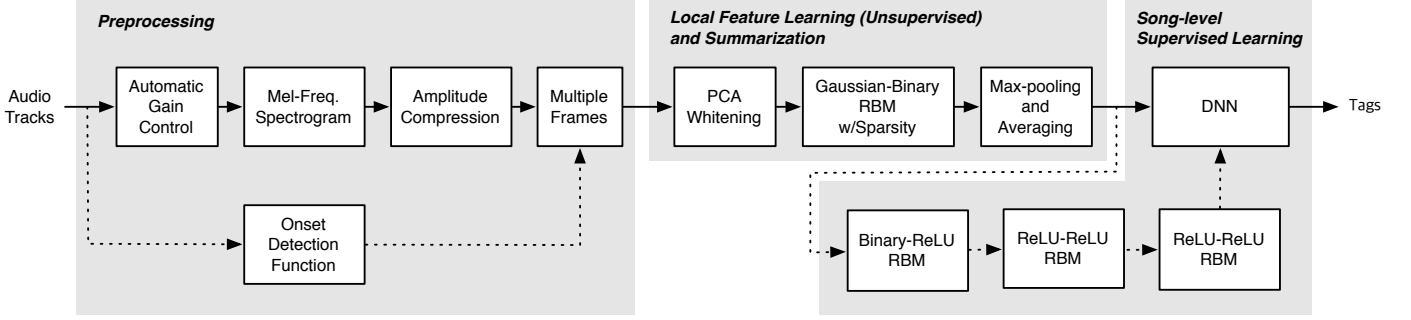 Preprocessing
Local Feature Learning (Unsupervised)
and Summarization
Song-level
Supervised Learning
Audio
Tracks
Automatic
Gain
Control
Mel-Freq.
Spectrogram
Amplitude
Compression
Multiple
Frames
PCA
Whitening
Gaussian-Binary
RBM
w/Sparsity
Max-pooling
and
Averaging
DNN
Tags
Onset
Detection
Function
Binary-ReLU
RBM
ReLU-ReLU
RBM
ReLU-ReLU
RBM